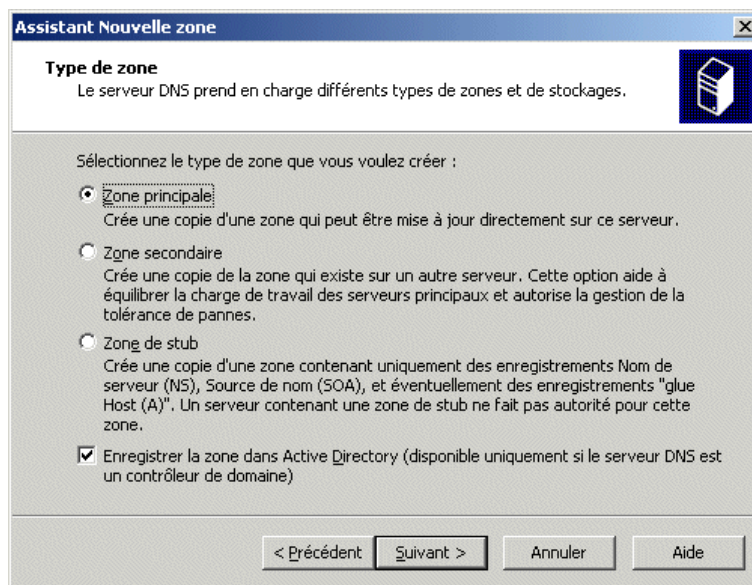 Assistant Nouvelle zone
Type de zone
Le serveur DNS prend en charge différents types de zones et de stockages.
Sélectionnez le type de zone que vous voulez créer :
Zone principale
Crée une copie d'une zone qui peut être mise à jour directement sur ce serveur.
Zone secondaire
Crée une copie de la zone qui existe sur un autre serveur. Cette option aide à
équilibrer la charge de travail des serveurs principaux et autorise la gestion de la
tolérance de pannes.
Zone de stub
Crée une copie d'une zone contenant uniquement des enregistrements Nom de
serveur (NS), Source de nom (SOA), et éventuellement des enregistrements "glue
Host (A)". Un serveur contenant une zone de stub ne fait pas autorité pour cette
zone.
Enregistrer la zone dans Active Directory (disponible uniquement si le serveur DNS est
un contrôleur de domaine)
< Précédent
Suivant >
Annuler
Aide